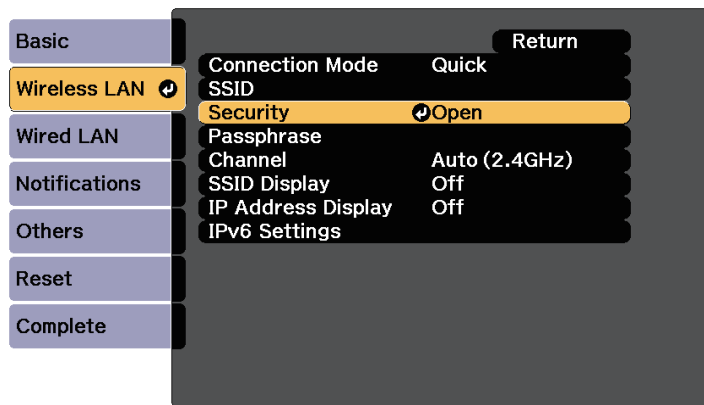 Basic
Wireless LAN
Wired LAN
Notifications
Others
Reset
Complete
Return
Connection Mode Quick
SSID
Security Open
Passphrase
Channel Auto (2.4GHz)
SSID Display Off
IP Address Display Off
IPv6 Settings